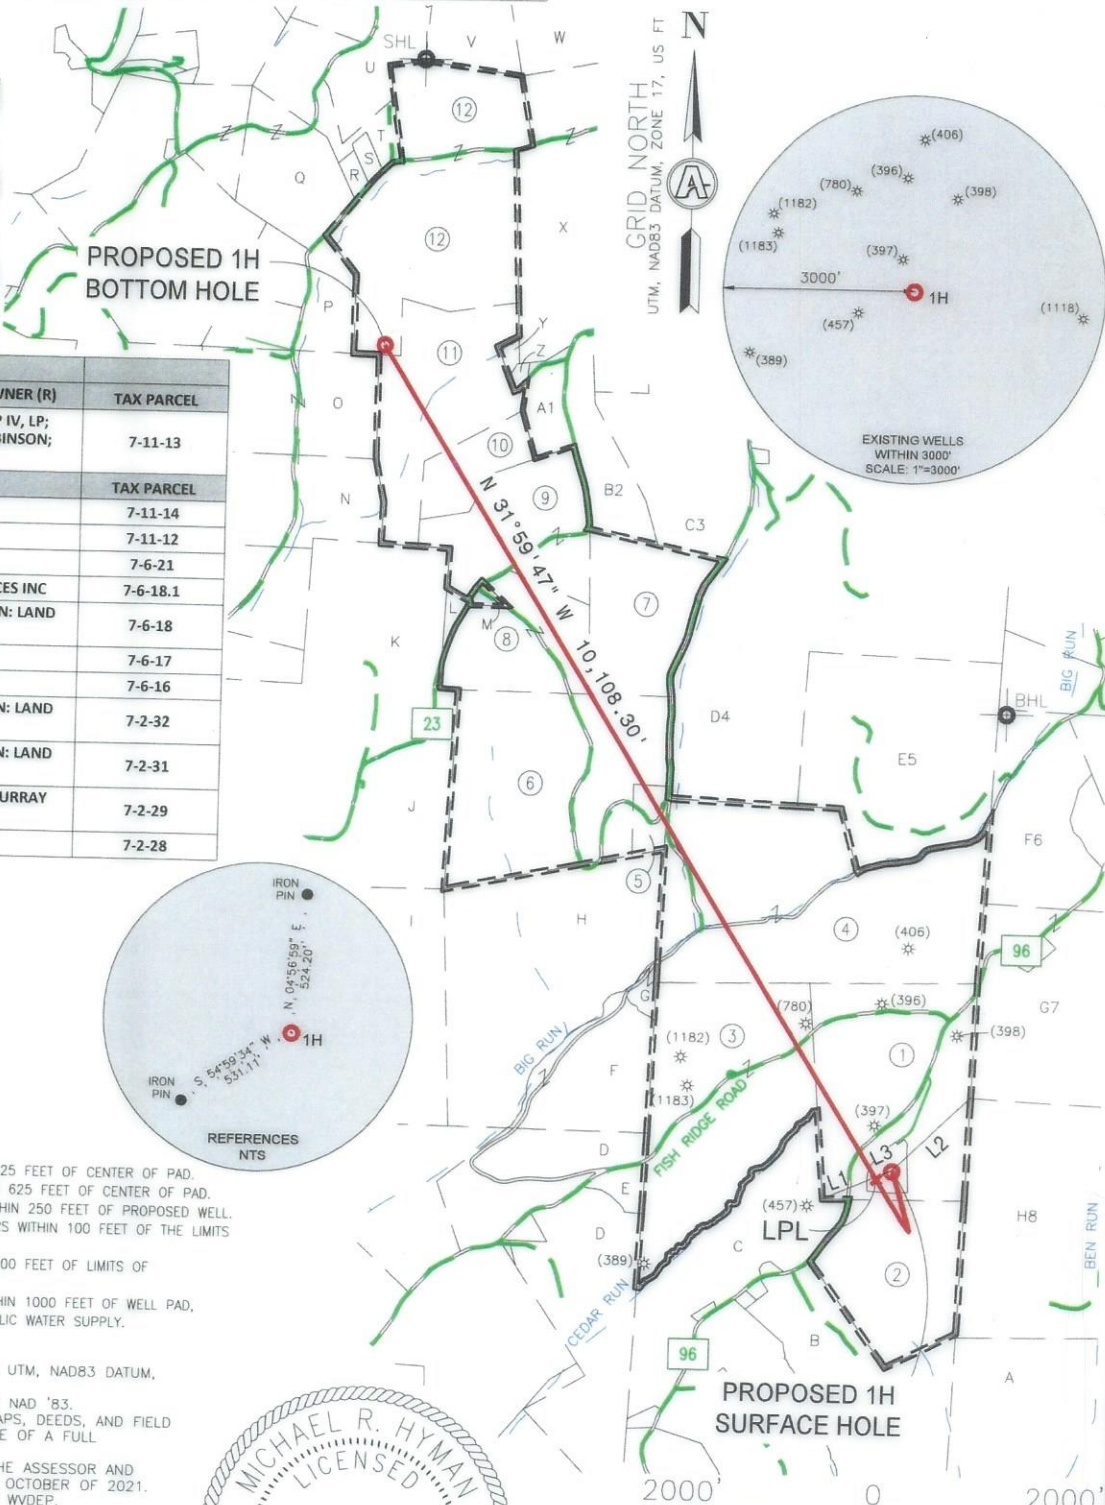 SHL
V
W
U
12
T
S
R
Q
Z
Z
Z
Z
12
X
PROPOSED 1H
BOTTOM HOLE
P
11
Y
Z
A1
O
10
N
9
B2
C3
N 31°59'47" W 10,108.30'
7
L
M
8
K
23
D4
6
J
5
E5
BHL
BIG RUN
F6
H
I
4
(406)
96
G
G7
(780)
(396)
(398)
(1182)
3
1
BIG RUN
F
(1183)
FISH RIDGE ROAD
(397)
D
L3
L2
L1
E
(457)
LPL
H8
BEN RUN
D
C
(389)
2
CEDAR RUN
B
96
A
PROPOSED 1H
SURFACE HOLE
2000'
0
2000'
N
GRID NORTH
UTM, NAD83 DATUM, ZONE 17, US FT
A
(406)
(396)
(780)
(398)
(1182)
(1183)
(397)
3000'
1H
(457)
(1118)
(389)
EXISTING WELLS
WITHIN 3000'
SCALE: 1"=3000'
WNER (R) TAX PARCEL
P IV, LP;
BINSON; 7-11-13
TAX PARCEL
7-11-14
7-11-12
7-6-21
CES INC 7-6-18.1
N: LAND 7-6-18
7-6-17
7-6-16
N: LAND 7-2-32
N: LAND 7-2-31
URRAY 7-2-29
7-2-28
IRON
PIN
N 04°56'59" E
524.20'
1H
S 54°59'34" W
531.11'
IRON
PIN
REFERENCES
NTS
25 FEET OF CENTER OF PAD.
625 FEET OF CENTER OF PAD.
HIN 250 FEET OF PROPOSED WELL.
RS WITHIN 100 FEET OF THE LIMITS
00 FEET OF LIMITS OF
HIN 1000 FEET OF WELL PAD,
LIC WATER SUPPLY.
UTM, NAD83 DATUM,
NAD '83.
APS, DEEDS, AND FIELD
E OF A FULL
HE ASSESSOR AND
OCTOBER OF 2021.
WVDEP.
MICHAEL R. HYMAN
LICENSED